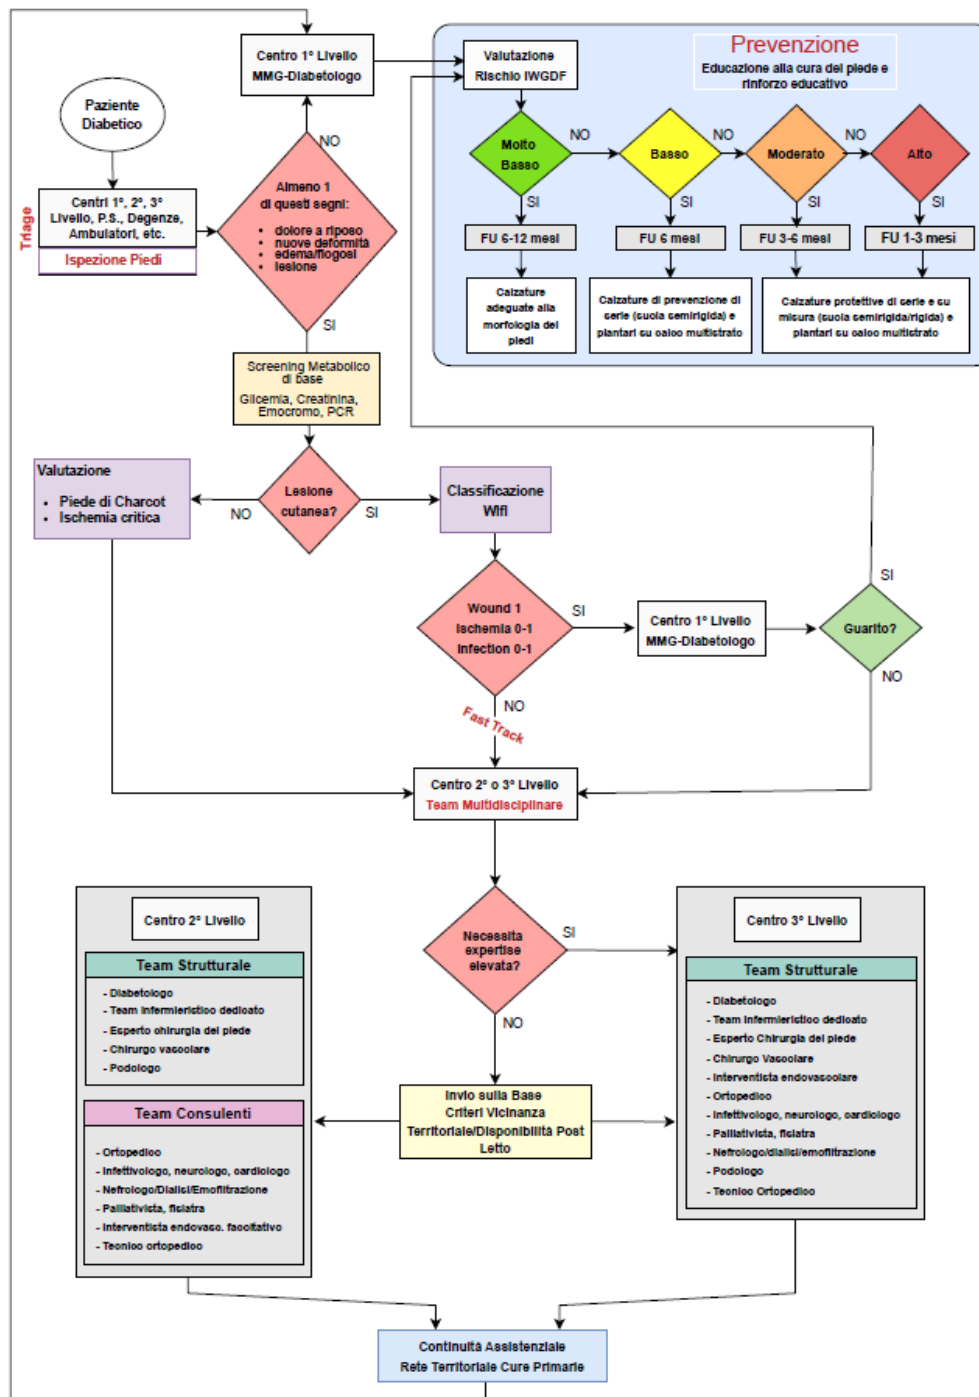 Centro 1° Livello
MMG-Diabetologo
Valutazione
Rischio IWGDF
Prevenzione
Educazione alla cura del piede e
rinforzo educativo
Paziente
Diabetico
NO
Molto
Basso
NO
Basso
NO
Moderato
NO
Alto
Triage
Centri 1°, 2°, 3°
Livello, P.S., Degenze,
Ambulatori, etc.
Ispezione Piedi
Almeno 1
di questi segni:
• dolore a riposo
• nuove deformità
• edema/flogosi
• lesione
SI
SI
SI
SI
FU 6-12 mesi
FU 6 mesi
FU 3-6 mesi
FU 1-3 mesi
Calzature
adeguate alla
morfologia dei
piedi
Calzature di prevenzione di
serie (suola semirigida) e
plantari su calco multistrato
Calzature protettive di serie e su
misura (suola semirigida/rigida) e
plantari su calco multistrato
SI
Screening Metabolico
di base
Glicemia, Creatinina,
Emocromo, PCR
Valutazione
• Piede di Charcot
• Ischemia critica
NO
Lesione
cutanea?
SI
Classificazione
WIfI
Wound 1
Ischemia 0-1
Infection 0-1
SI
Centro 1° Livello
MMG-Diabetologo
SI
Guarito?
NO
NO
Fast Track
Centro 2° o 3° Livello
Team Multidisciplinare
Necessita
expertise
elevata?
SI
NO
Centro 2° Livello
Team Strutturale
- Diabetologo
- Team infermieristico dedicato
- Esperto chirurgia del piede
- Chirurgo vascolare
- Podologo
Team Consulenti
- Ortopedico
- Infettivologo, neurologo, cardiologo
- Nefrologo/Dialisi/Emofiltrazione
- Palliativista, fisiatra
- Interventista endovasc. facoltativo
- Tecnico ortopedico
Invio sulla Base
Criteri Vicinanza
Territoriale/Disponibilità Post
Letto
Centro 3° Livello
Team Strutturale
- Diabetologo
- Team Infermieristico dedicato
- Esperto Chirurgia del piede
- Chirurgo Vascolare
- Interventista endovascolare
- Ortopedico
- Infettivologo, neurologo, cardiologo
- Palliativista, fisiatra
- Nefrologo/dialisi/emofiltrazione
- Podologo
- Tecnico Ortopedico
Continuità Assistenziale
Rete Territoriale Cure Primarie